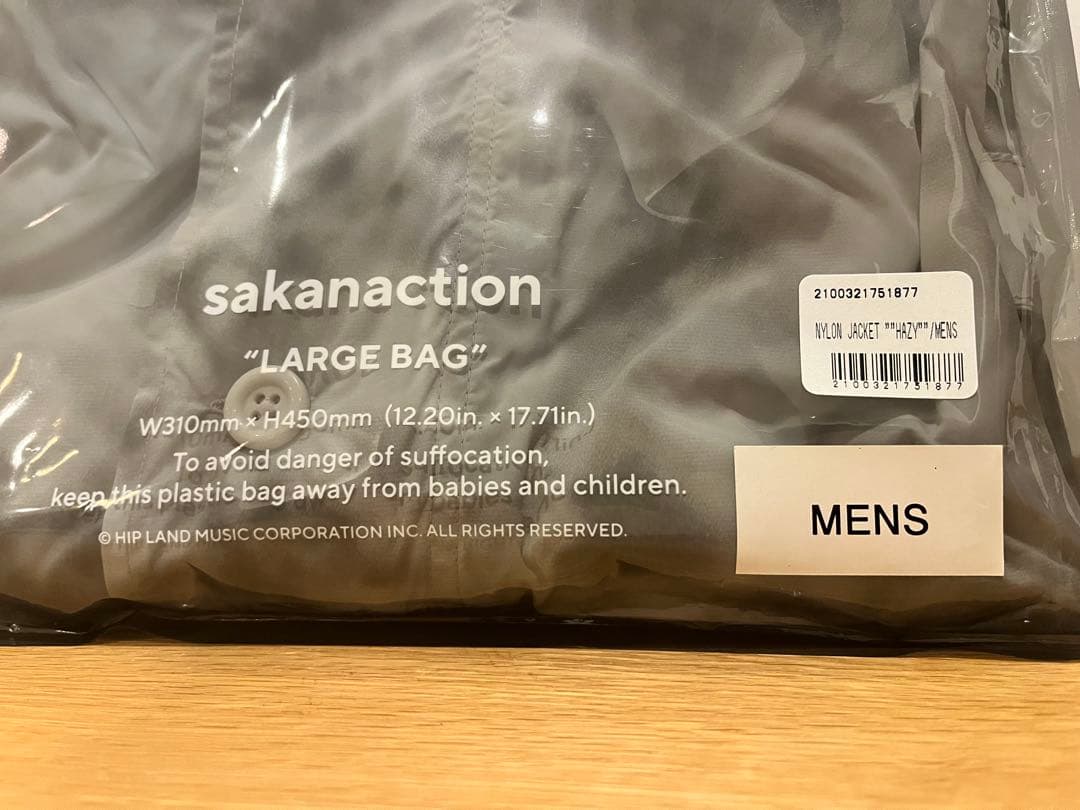 sakanaction
“LARGE BAG”
W310mm × H450mm (12.20in. × 17.71in.)
To avoid danger of suffocation,
keep this plastic bag away from babies and children.
© HIP LAND MUSIC CORPORATION INC. ALL RIGHTS RESERVED.
2100321751877
NYLON JACKET ""HAZY""/MENS
2100321751877
MENS